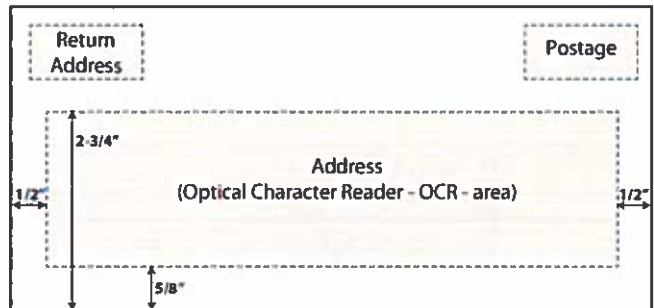 Return
Address
Postage
2-3/4"
Address
(Optical Character Reader - OCR - area)
1/2"
1/2"
5/8"